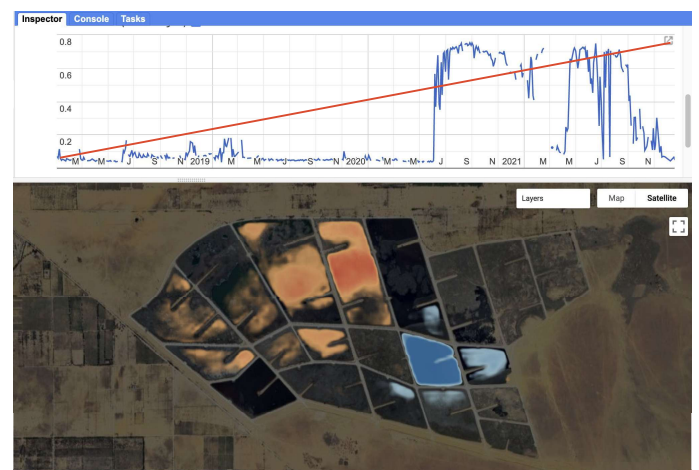 Inspector Console Tasks
0.8
0.6
0.4
0.2
M M J S N 2019 M M J S N 2020 M M J S N 2021 M M J S N
Layers Map Satellite